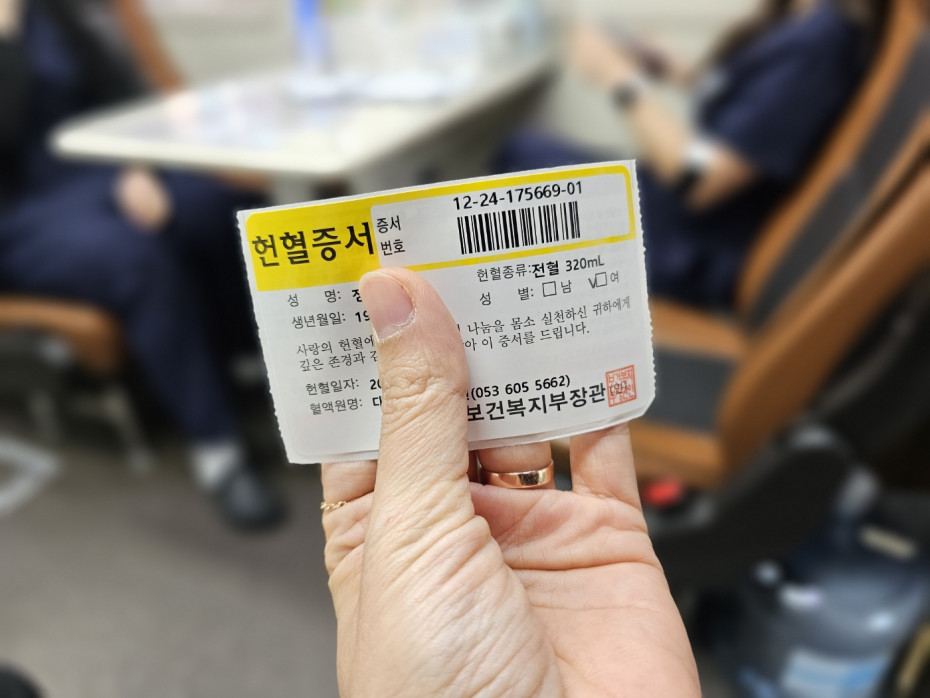 헌혈증서
증서
번호
12-24-175669-01
헌혈종류:전혈 320mL
성 명:
성 별: □남 ☑여
생년월일: 19
사랑의 헌혈에 나눔을 몸소 실천하신 귀하에게
깊은 존경과 이 증서를 드립니다.
헌혈일자: 20
혈액원명: (053 605 5662)
보건복지부장관 (인)